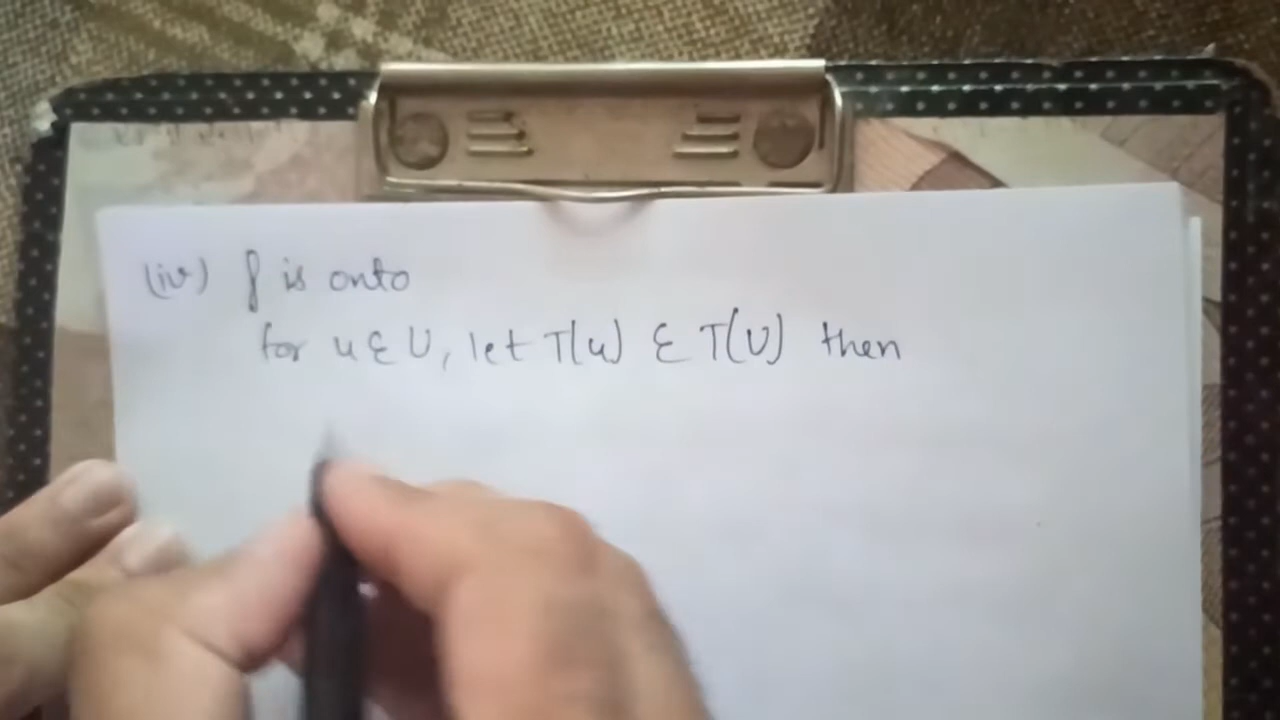 (iv) f is onto
for u ∈ U, let T(u) ∈ T(U) then